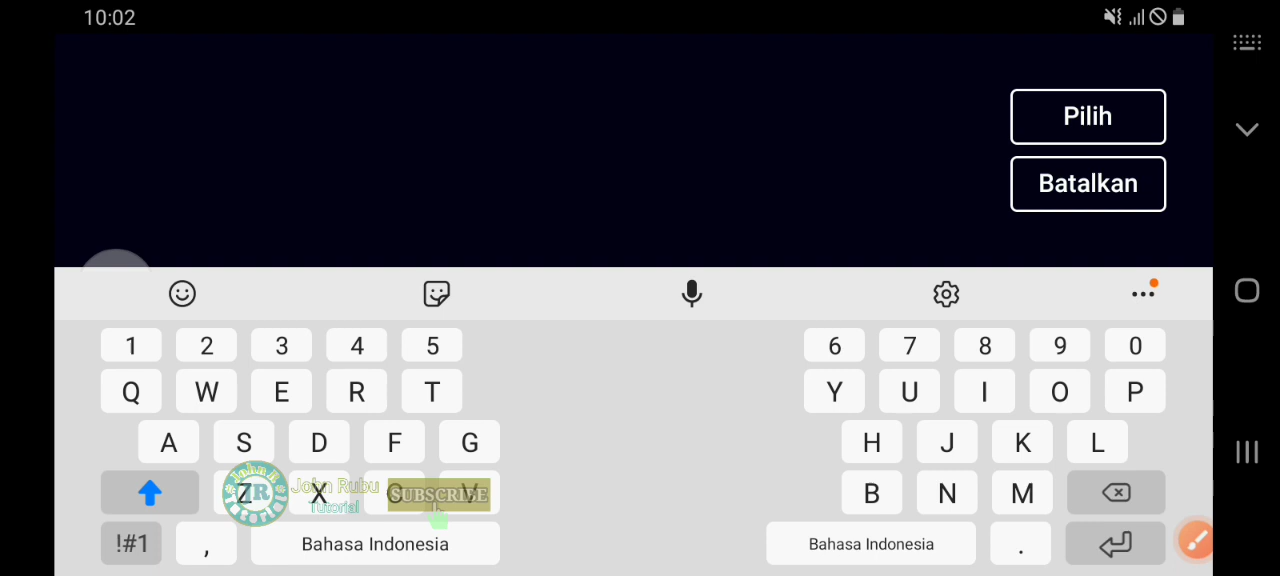 10:02
Pilih
Batalkan
1 2 3 4 5 6 7 8 9 0
Q W E R T Y U I O P
A S D F G H J K L
Z X C V B N M
John Rubu
Tutorial
SUBSCRIBE
!#1 , Bahasa Indonesia Bahasa Indonesia .